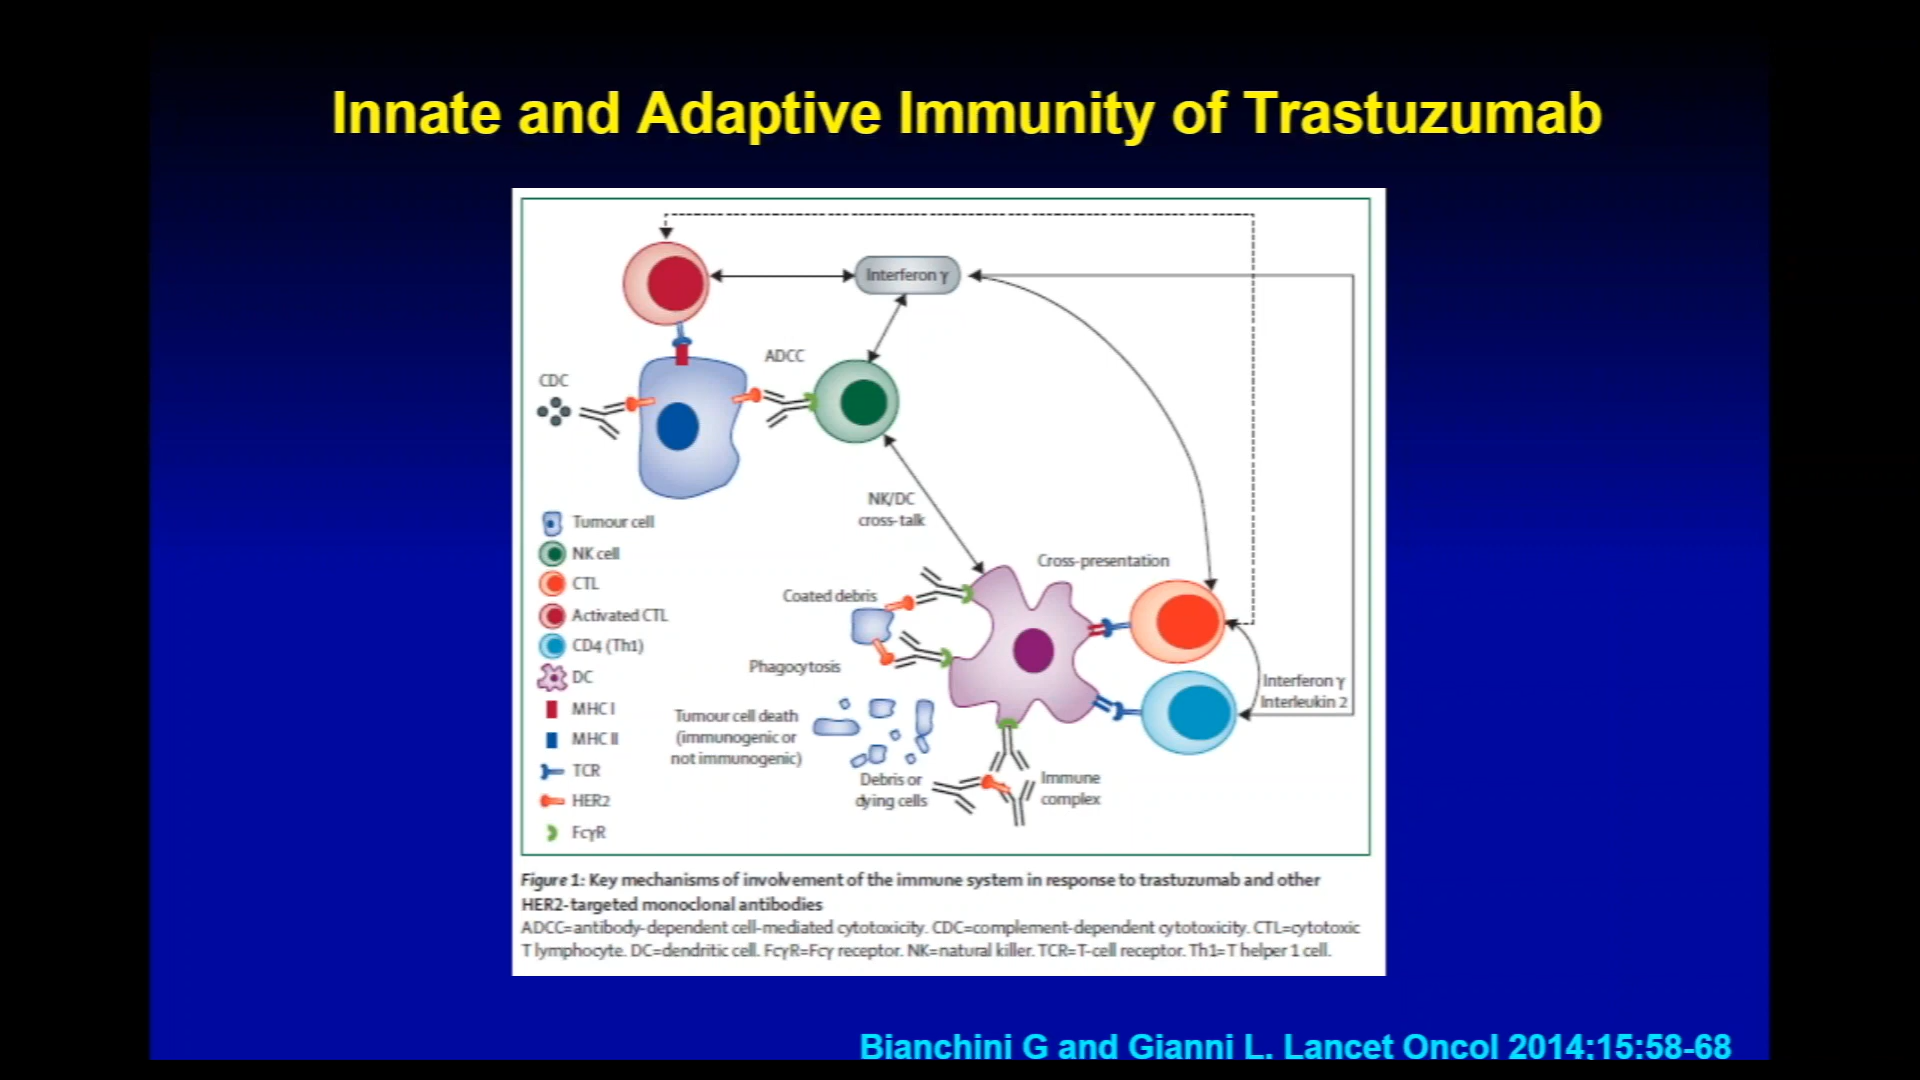 Innate and Adaptive Immunity of Trastuzumab
Interferon γ
ADCC
CDC
NK/DC
cross-talk
Tumour cell
NK cell
CTL
Activated CTL
CD4 (Th1)
DC
MHC I
MHC II
TCR
HER2
FcγR
Cross-presentation
Coated debris
Phagocytosis
Tumour cell death
(immunogenic or
not immunogenic)
Debris or
dying cells
Immune
complex
Interferon γ
Interleukin 2
Figure 1: Key mechanisms of involvement of the immune system in response to trastuzumab and other
HER2-targeted monoclonal antibodies
ADCC=antibody-dependent cell-mediated cytotoxicity. CDC=complement-dependent cytotoxicity. CTL=cytotoxic
T lymphocyte. DC=dendritic cell. FcγR=Fcγ receptor. NK=natural killer. TCR=T-cell receptor. Th1=T helper 1 cell.
Bianchini G and Gianni L. Lancet Oncol 2014;15:58-68